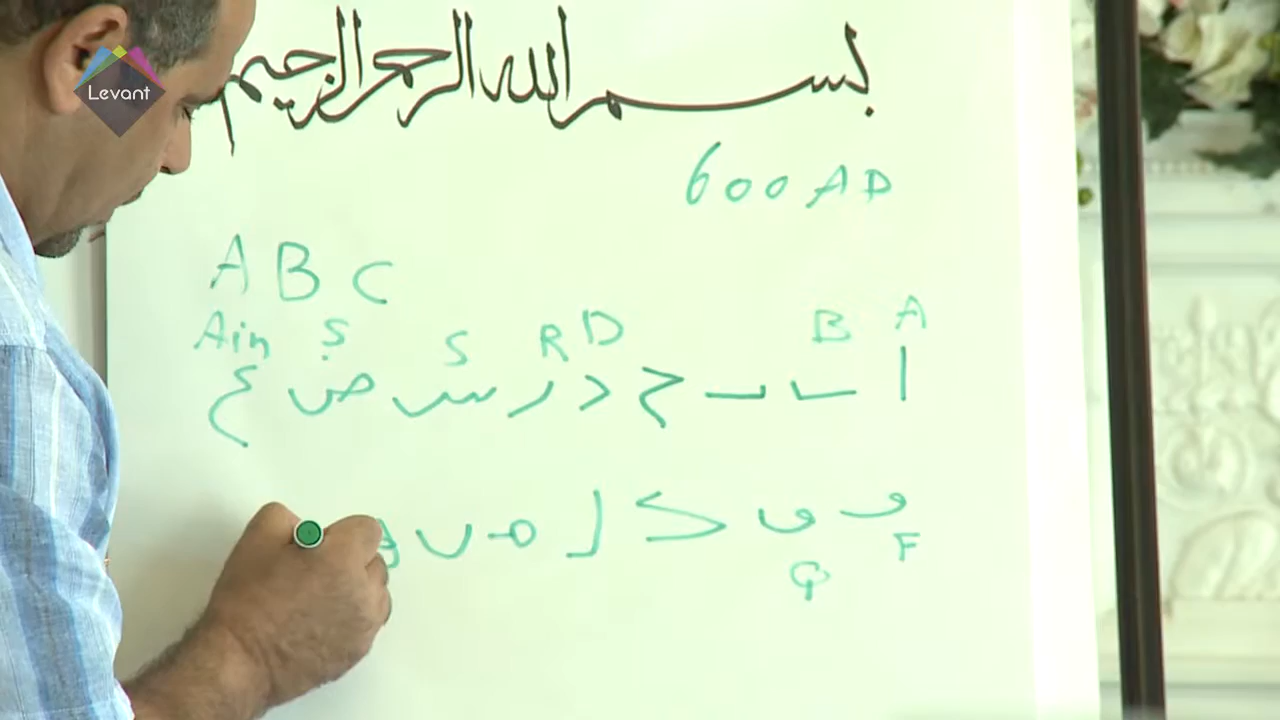 Levant
بسم الله الرحمن الرحيم
600 AD
A B C
Ain Ṣ S R D B A
ا ٮ ٮ ح د ر س ص ع
ڡ ٯ ک ل م ں و
Q F